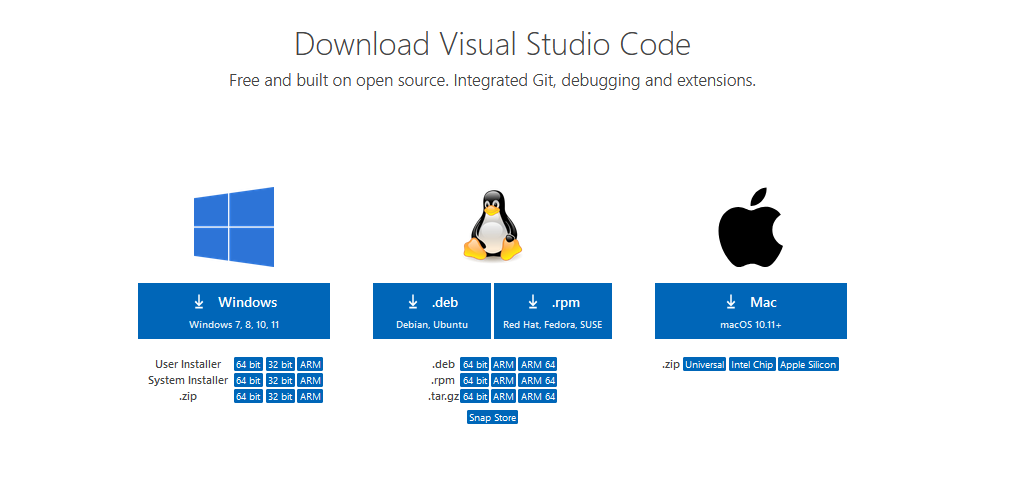 Download Visual Studio Code
Free and built on open source. Integrated Git, debugging and extensions.
Windows
Windows 7, 8, 10, 11
User Installer 64 bit 32 bit ARM
System Installer 64 bit 32 bit ARM
.zip 64 bit 32 bit ARM
.deb
Debian, Ubuntu
.rpm
Red Hat, Fedora, SUSE
.deb 64 bit ARM ARM 64
.rpm 64 bit ARM ARM 64
.tar.gz 64 bit ARM ARM 64
Snap Store
Mac
macOS 10.11+
.zip Universal Intel Chip Apple Silicon